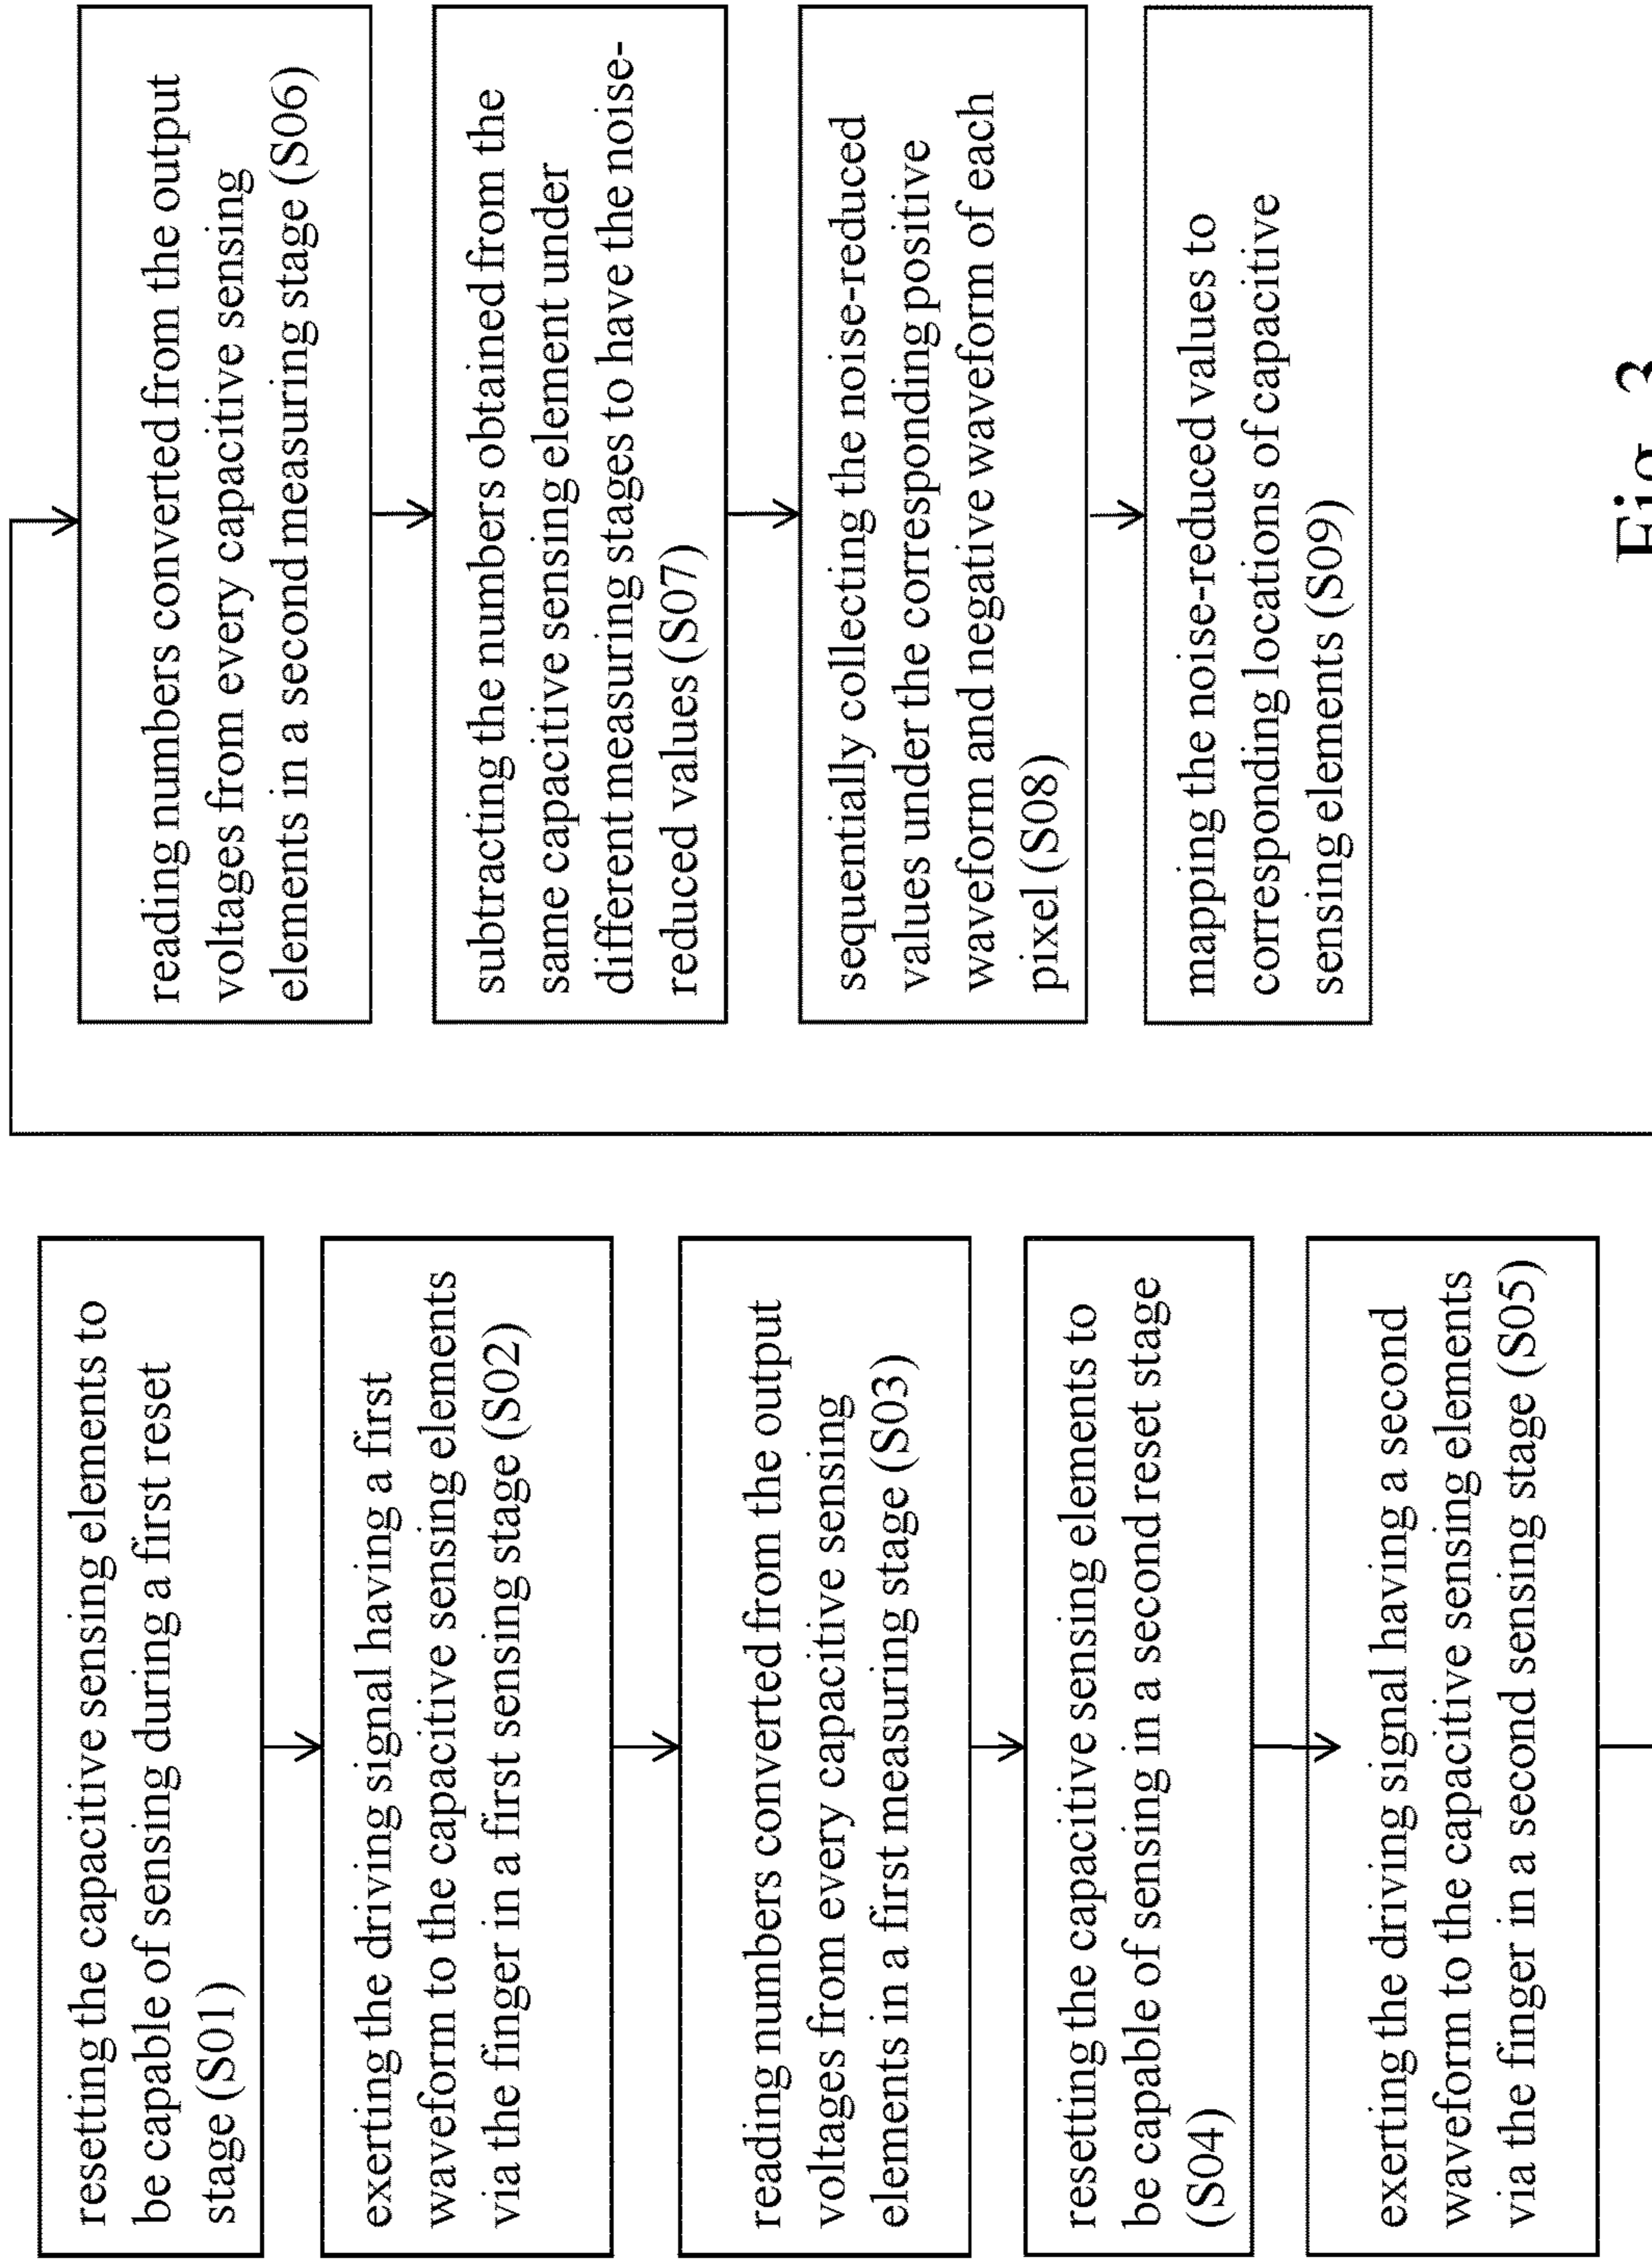 resetting the capacitive sensing elements to
be capable of sensing during a first reset
stage (S01)
exerting the driving signal having a first
waveform to the capacitive sensing elements
via the finger in a first sensing stage (S02)
reading numbers converted from the output
voltages from every capacitive sensing
elements in a first measuring stage (S03)
resetting the capacitive sensing elements to
be capable of sensing in a second reset stage
(S04)
exerting the driving signal having a second
waveform to the capacitive sensing elements
via the finger in a second sensing stage (S05)
reading numbers converted from the output
voltages from every capacitive sensing
elements in a second measuring stage (S06)
subtracting the numbers obtained from the
same capacitive sensing element under
different measuring stages to have the noise-
reduced values (S07)
sequentially collecting the noise-reduced
values under the corresponding positive
waveform and negative waveform of each
pixel (S08)
mapping the noise-reduced values to
corresponding locations of capacitive
sensing elements (S09)
Fig. 3